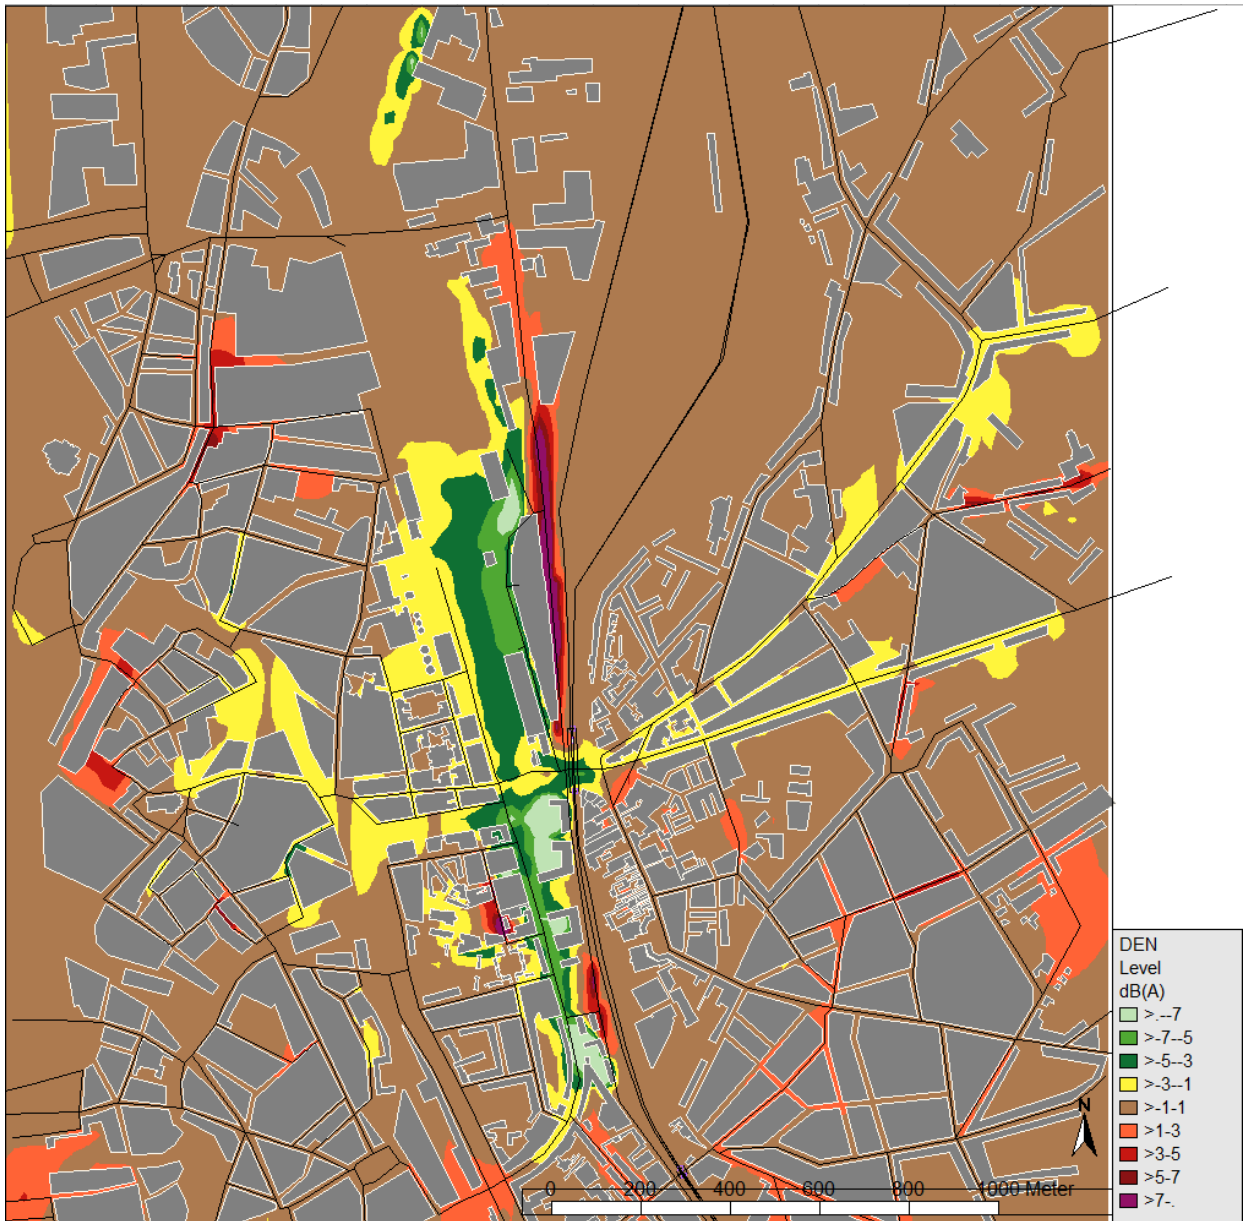 DEN
Level
dB(A)
>.--7
>-7--5
>-5--3
>-3--1
>-1-1
>1-3
>3-5
>5-7
>7-.
N
0 200 400 600 800 1000 Meter